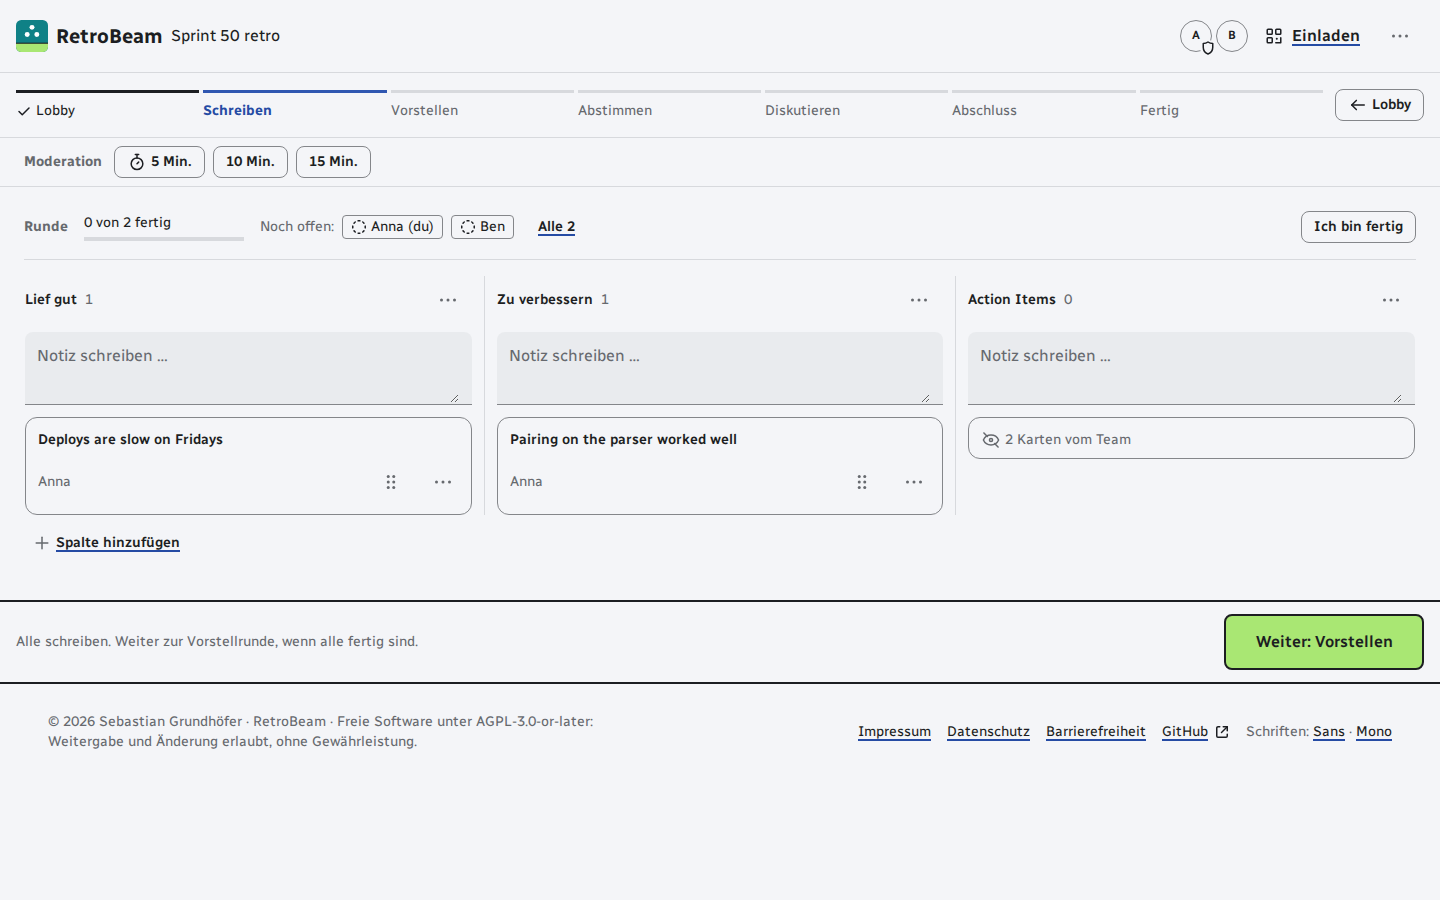 RetroBeam Sprint 50 retro
A B Einladen
Lobby
Schreiben
Vorstellen
Abstimmen
Diskutieren
Abschluss
Fertig
Lobby
Moderation 5 Min. 10 Min. 15 Min.
Runde 0 von 2 fertig Noch offen: Anna (du) Ben Alle 2 Ich bin fertig
Lief gut 1
Notiz schreiben ...
Deploys are slow on Fridays
Anna
Zu verbessern 1
Notiz schreiben ...
Pairing on the parser worked well
Anna
Action Items 0
Notiz schreiben ...
2 Karten vom Team
Spalte hinzufügen
Alle schreiben. Weiter zur Vorstellrunde, wenn alle fertig sind.
Weiter: Vorstellen
© 2026 Sebastian Grundhöfer · RetroBeam · Freie Software unter AGPL-3.0-or-later:
Weitergabe und Änderung erlaubt, ohne Gewährleistung.
Impressum Datenschutz Barrierefreiheit GitHub Schriften: Sans · Mono